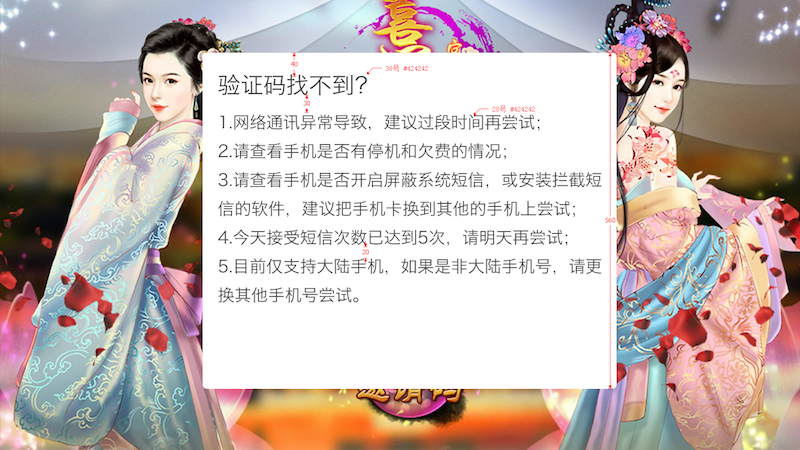 喜
40
验证码找不到?
36号 #424242
30
26号 #424242
1.网络通讯异常导致，建议过段时间再尝试；
2.请查看手机是否有停机和欠费的情况；
3.请查看手机是否开启屏蔽系统短信，或安装拦截短
信的软件，建议把手机卡换到其他的手机上尝试；
560
4.今天接受短信次数已达到5次，请明天再尝试；
20
5.目前仅支持大陆手机，如果是非大陆手机号，请更
换其他手机号尝试。
邀请码